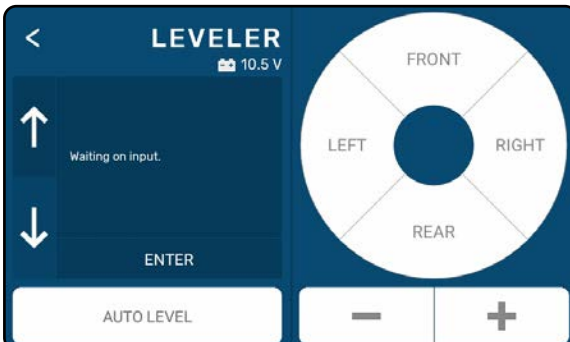 <
LEVELER
10.5 V
Waiting on input.
ENTER
AUTO LEVEL
FRONT
LEFT
RIGHT
REAR
− +